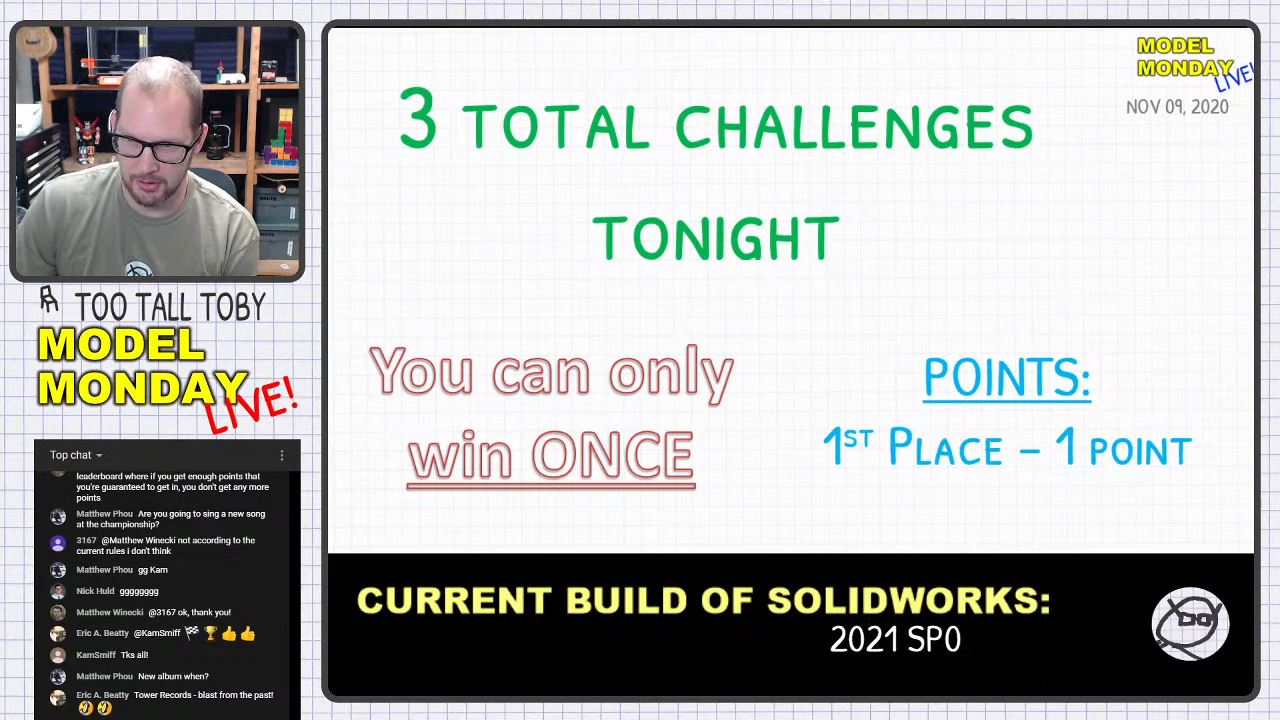 MODEL
MONDAY
LIVE!
NOV 09, 2020
3 TOTAL CHALLENGES
TONIGHT
You can only
win ONCE
POINTS:
1ST PLACE – 1 POINT
CURRENT BUILD OF SOLIDWORKS:
2021 SP0
TOO TALL TOBY
MODEL
MONDAY
LIVE!
Top chat
leaderboard where if you get enough points that
you're guaranteed to get in, you don't get any more
points
Matthew Phou Are you going to sing a new song
at the championship?
3167 @Matthew Winecki not according to the
current rules i don't think
Matthew Phou gg Kam
Nick Huld gggggggg
Matthew Winecki @3167 ok, thank you!
Eric A. Beatty @KamSmiff 🏁 🏆 👍 👍
KamSmiff Tks all!
Matthew Phou New album when?
Eric A. Beatty Tower Records - blast from the past!
🤣 🤣